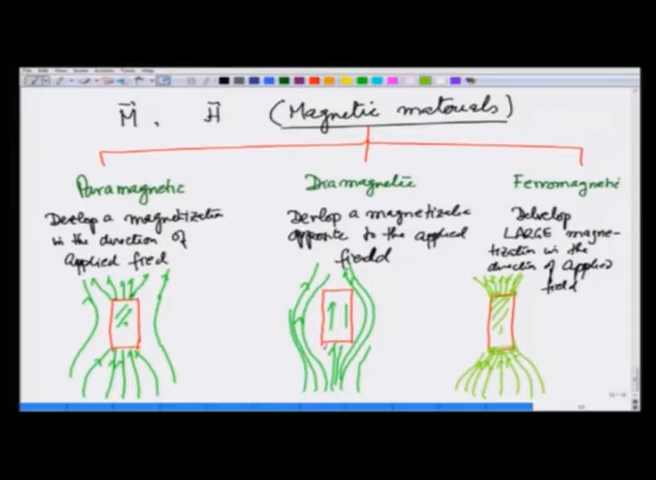 M⃗ , H⃗ (Magnetic materials)
Paramagnetic
Develop a magnetization
in the direction of
applied field
Diamagnetic
Develop a magnetization
opposite to the applied
field
Ferromagnetic
Develop
LARGE magne-
tization in the
direction of applied
field